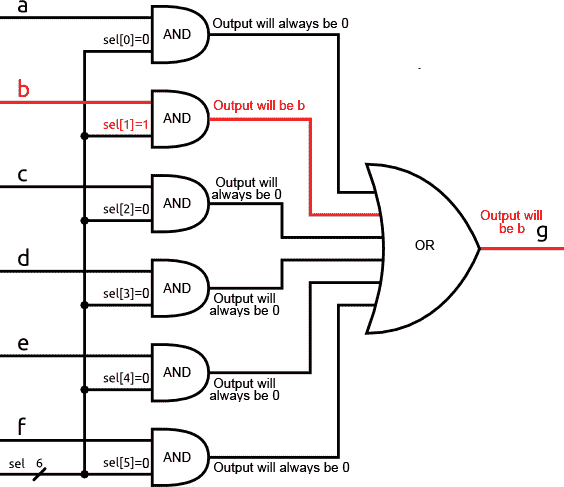 a
Output will always be 0
AND
sel[0]=0
b
Output will be b
AND
sel[1]=1
c
Output will
always be 0
AND
sel[2]=0
d
AND
sel[3]=0
Output will
always be 0
OR
Output will
be b
g
e
AND
sel[4]=0
Output will
always be 0
f
AND
sel 6
sel[5]=0
Output will always be 0